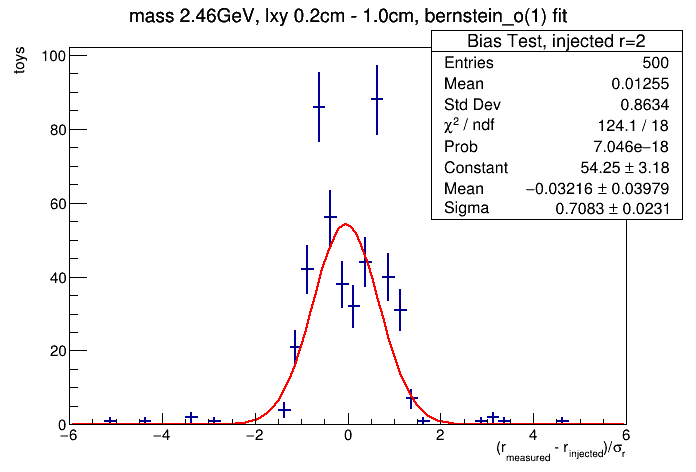 mass 2.46GeV, lxy 0.2cm - 1.0cm, bernstein_o(1) fit
toys
Bias Test, injected r=2
Entries 500
Mean 0.01255
Std Dev 0.8634
χ² / ndf 124.1 / 18
Prob 7.046e−18
Constant 54.25 ± 3.18
Mean −0.03216 ± 0.03979
Sigma 0.7083 ± 0.0231
100
80
60
40
20
0
−6 −4 −2 0 2 4 6
(r_measured - r_injected)/σ_r